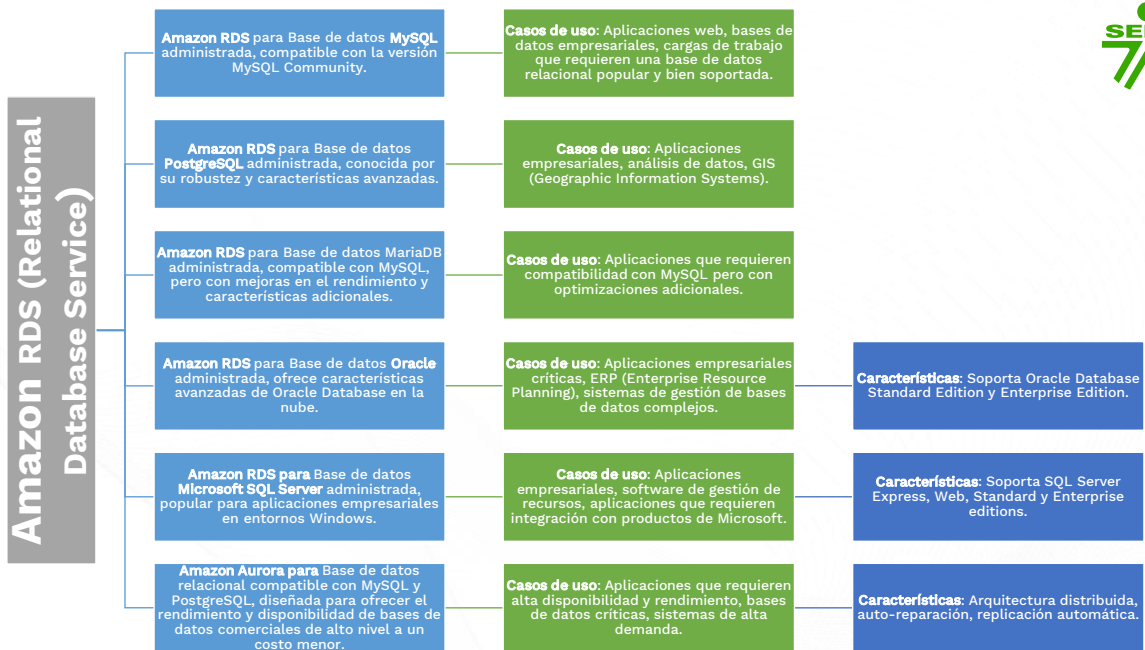 Amazon RDS (Relational
Database Service)
Amazon RDS para Base de datos MySQL
administrada, compatible con la versión
MySQL Community.
Casos de uso: Aplicaciones web, bases de
datos empresariales, cargas de trabajo
que requieren una base de datos
relacional popular y bien soportada.
Amazon RDS para Base de datos
PostgreSQL administrada, conocida por
su robustez y características avanzadas.
Casos de uso: Aplicaciones
empresariales, análisis de datos, GIS
(Geographic Information Systems).
Amazon RDS para Base de datos MariaDB
administrada, compatible con MySQL,
pero con mejoras en el rendimiento y
características adicionales.
Casos de uso: Aplicaciones que requieren
compatibilidad con MySQL pero con
optimizaciones adicionales.
Amazon RDS para Base de datos Oracle
administrada, ofrece características
avanzadas de Oracle Database en la
nube.
Casos de uso: Aplicaciones empresariales
críticas, ERP (Enterprise Resource
Planning), sistemas de gestión de bases
de datos complejos.
Características: Soporta Oracle Database
Standard Edition y Enterprise Edition.
Amazon RDS para Base de datos
Microsoft SQL Server administrada,
popular para aplicaciones empresariales
en entornos Windows.
Casos de uso: Aplicaciones
empresariales, software de gestión de
recursos, aplicaciones que requieren
integración con productos de Microsoft.
Características: Soporta SQL Server
Express, Web, Standard y Enterprise
editions.
Amazon Aurora para Base de datos
relacional compatible con MySQL y
PostgreSQL, diseñada para ofrecer el
rendimiento y disponibilidad de bases de
datos comerciales de alto nivel a un
costo menor.
Casos de uso: Aplicaciones que requieren
alta disponibilidad y rendimiento, bases
de datos críticas, sistemas de alta
demanda.
Características: Arquitectura distribuida,
auto-reparación, replicación automática.